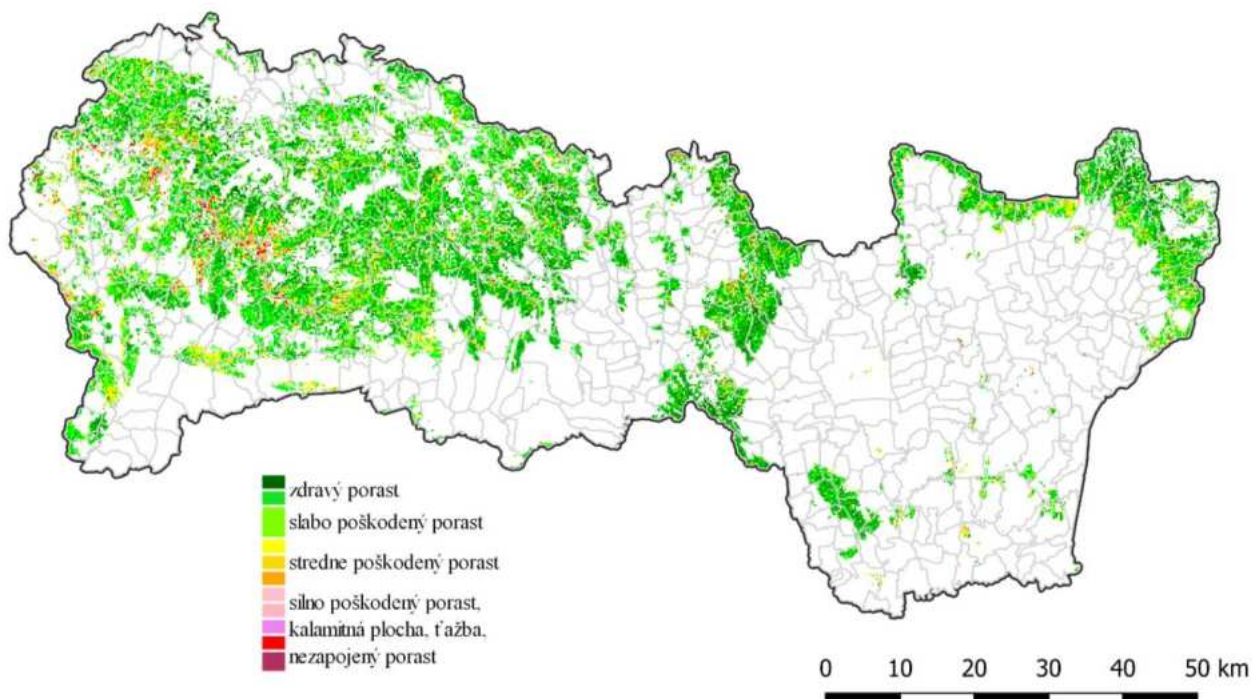 zdravý porast
slabo poškodený porast
stredne poškodený porast
silno poškodený porast,
kalamitná plocha, ťažba,
nezapojený porast
0 10 20 30 40 50 km